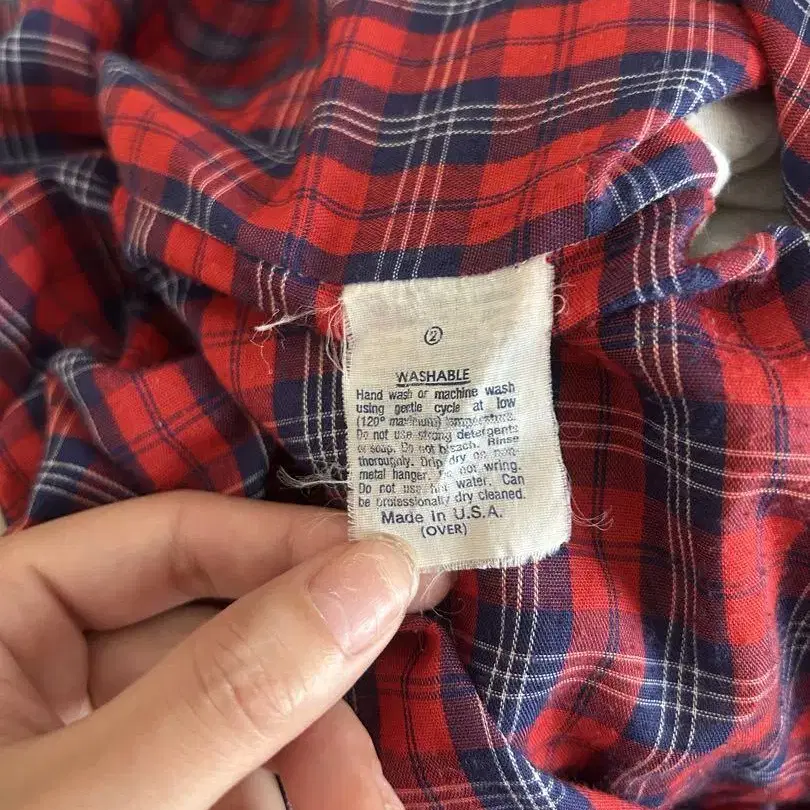 2
WASHABLE
Hand wash or machine wash
using gentle cycle at low
(120° maximum) temperature.
Do not use strong detergents
or soap. Do not bleach. Rinse
thoroughly. Drip dry on non-
metal hanger. Do not wring.
Do not use hot water. Can
be professionally dry cleaned.
Made in U.S.A.
(OVER)